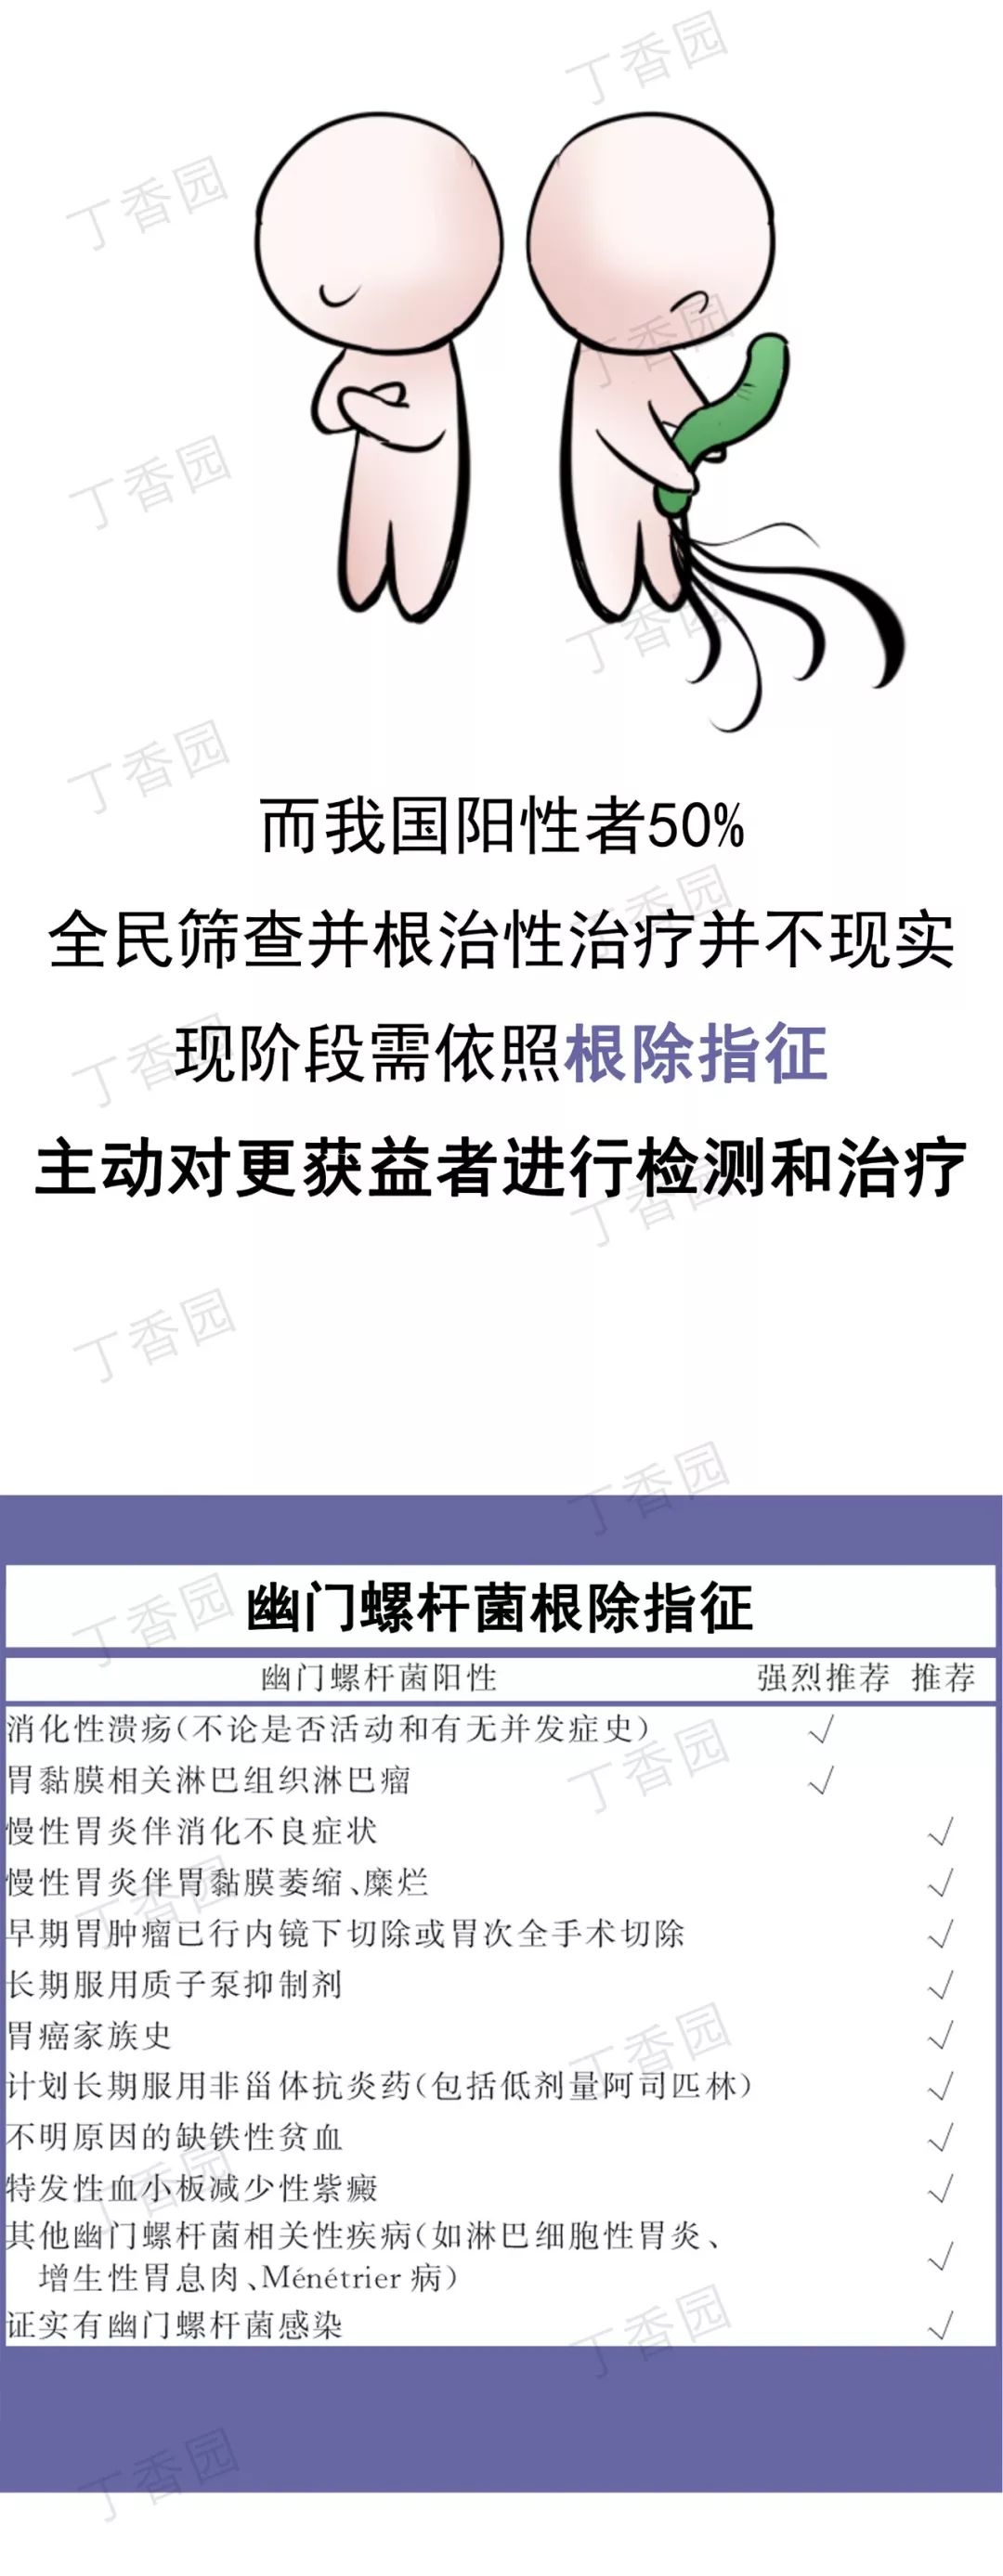 而我国阳性者50%
全民筛查并根治性治疗并不现实
现阶段需依照根除指征
主动对更获益者进行检测和治疗
幽门螺杆菌根除指征
幽门螺杆菌阳性 强烈推荐 推荐
消化性溃疡(不论是否活动和有无并发症史) √
胃黏膜相关淋巴组织淋巴瘤 √
慢性胃炎伴消化不良症状 √
慢性胃炎伴胃黏膜萎缩、糜烂 √
早期胃肿瘤已行内镜下切除或胃次全手术切除 √
长期服用质子泵抑制剂 √
胃癌家族史 √
计划长期服用非甾体抗炎药(包括低剂量阿司匹林) √
不明原因的缺铁性贫血 √
特发性血小板减少性紫癜 √
其他幽门螺杆菌相关性疾病(如淋巴细胞性胃炎、
增生性胃息肉、Ménétrier 病) √
证实有幽门螺杆菌感染 √
丁香园